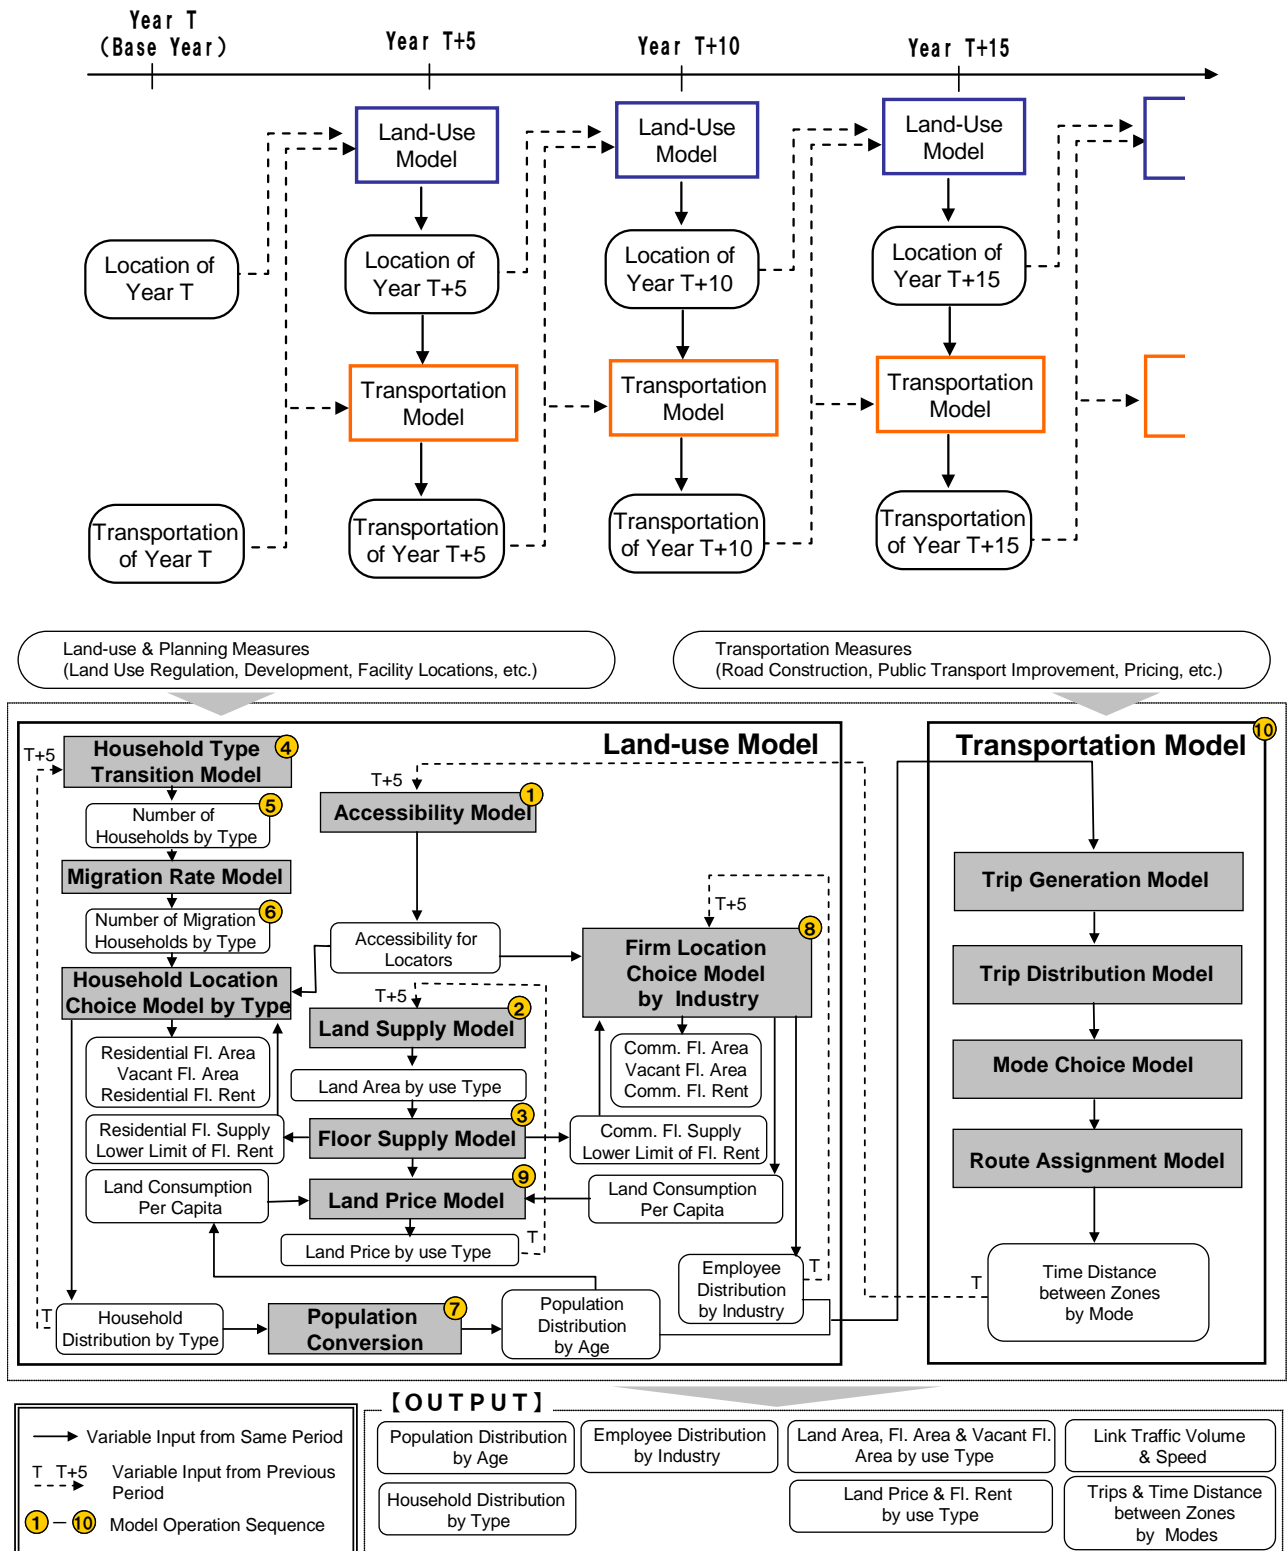 Year T
(Base Year)
Year T+5
Year T+10
Year T+15
Land-Use
Model
Land-Use
Model
Land-Use
Model
Location of
Year T
Location of
Year T+5
Location of
Year T+10
Location of
Year T+15
Transportation
Model
Transportation
Model
Transportation
Model
Transportation
of Year T
Transportation
of Year T+5
Transportation
of Year T+10
Transportation
of Year T+15
Land-use & Planning Measures
(Land Use Regulation, Development, Facility Locations, etc.)
Transportation Measures
(Road Construction, Public Transport Improvement, Pricing, etc.)
Land-use Model
Transportation Model
10
T+5
Household Type
Transition Model
4
T+5
Accessibility Model
1
Number of
Households by Type
5
Migration Rate Model
Number of Migration
Households by Type
6
Accessibility for
Locators
T+5
Firm Location
Choice Model
by Industry
8
Household Location
Choice Model by Type
T+5
Land Supply Model
2
Residential Fl. Area
Vacant Fl. Area
Residential Fl. Rent
Land Area by use Type
Comm. Fl. Area
Vacant Fl. Area
Comm. Fl. Rent
Residential Fl. Supply
Lower Limit of Fl. Rent
Floor Supply Model
3
Comm. Fl. Supply
Lower Limit of Fl. Rent
Land Consumption
Per Capita
Land Price Model
9
Land Consumption
Per Capita
Land Price by use Type
T
Employee
Distribution
by Industry
T
T
Household
Distribution by Type
Population
Conversion
7
Population
Distribution
by Age
Trip Generation Model
Trip Distribution Model
Mode Choice Model
Route Assignment Model
T
Time Distance
between Zones
by Mode
Variable Input from Same Period
T T+5
Variable Input from Previous
Period
1 – 10 Model Operation Sequence
【OUTPUT】
Population Distribution
by Age
Employee Distribution
by Industry
Land Area, Fl. Area & Vacant Fl.
Area by use Type
Link Traffic Volume
& Speed
Household Distribution
by Type
Land Price & Fl. Rent
by use Type
Trips & Time Distance
between Zones
by Modes